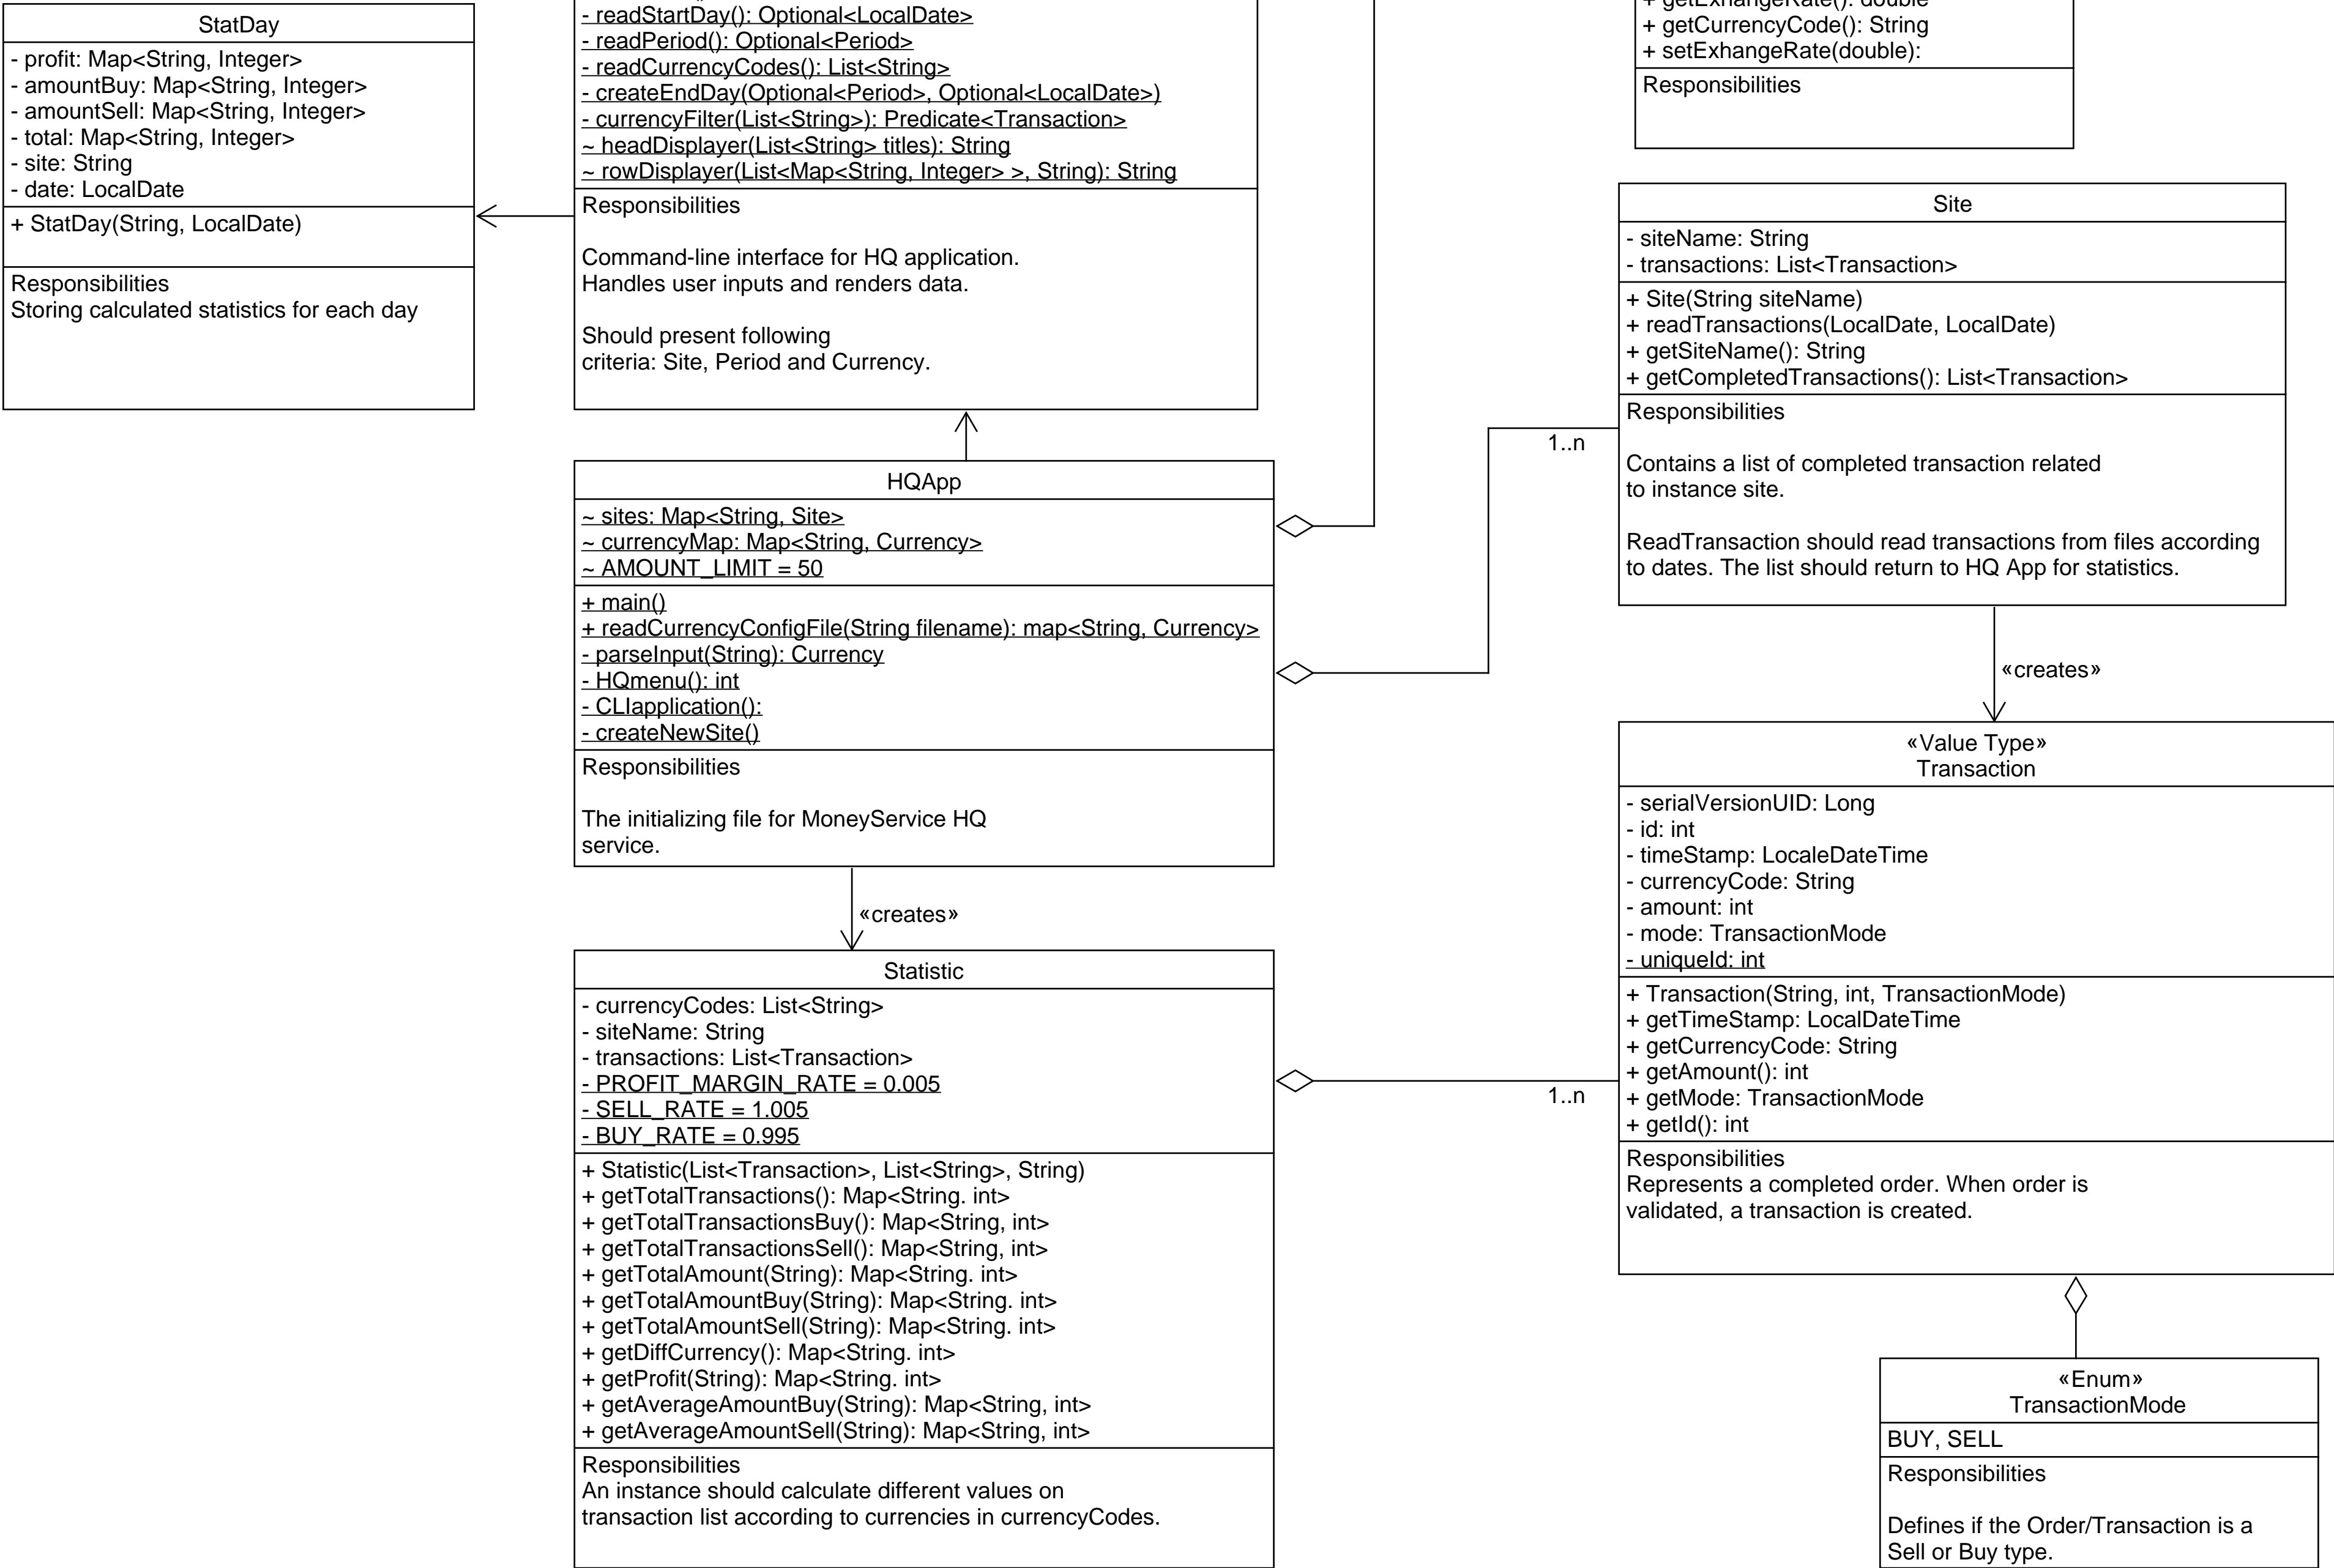 StatDay
- profit: Map<String, Integer>
- amountBuy: Map<String, Integer>
- amountSell: Map<String, Integer>
- total: Map<String, Integer>
- site: String
- date: LocalDate
+ StatDay(String, LocalDate)
Responsibilities
Storing calculated statistics for each day
- readStartDay(): Optional<LocalDate>
- readPeriod(): Optional<Period>
- readCurrencyCodes(): List<String>
- createEndDay(Optional<Period>, Optional<LocalDate>)
- currencyFilter(List<String>): Predicate<Transaction>
~ headDisplayer(List<String> titles): String
~ rowDisplayer(List<Map<String, Integer> >, String): String
Responsibilities
Command-line interface for HQ application.
Handles user inputs and renders data.
Should present following
criteria: Site, Period and Currency.
+ getExhangeRate(): double
+ getCurrencyCode(): String
+ setExhangeRate(double):
Responsibilities
Site
- siteName: String
- transactions: List<Transaction>
+ Site(String siteName)
+ readTransactions(LocalDate, LocalDate)
+ getSiteName(): String
+ getCompletedTransactions(): List<Transaction>
Responsibilities
Contains a list of completed transaction related
to instance site.
ReadTransaction should read transactions from files according
to dates. The list should return to HQ App for statistics.
1..n
HQApp
~ sites: Map<String, Site>
~ currencyMap: Map<String, Currency>
~ AMOUNT_LIMIT = 50
+ main()
+ readCurrencyConfigFile(String filename): map<String, Currency>
- parseInput(String): Currency
- HQmenu(): int
- CLIapplication():
- createNewSite()
Responsibilities
The initializing file for MoneyService HQ
service.
«creates»
«creates»
Statistic
- currencyCodes: List<String>
- siteName: String
- transactions: List<Transaction>
- PROFIT_MARGIN_RATE = 0.005
- SELL_RATE = 1.005
- BUY_RATE = 0.995
+ Statistic(List<Transaction>, List<String>, String)
+ getTotalTransactions(): Map<String. int>
+ getTotalTransactionsBuy(): Map<String, int>
+ getTotalTransactionsSell(): Map<String, int>
+ getTotalAmount(String): Map<String. int>
+ getTotalAmountBuy(String): Map<String. int>
+ getTotalAmountSell(String): Map<String. int>
+ getDiffCurrency(): Map<String. int>
+ getProfit(String): Map<String. int>
+ getAverageAmountBuy(String): Map<String, int>
+ getAverageAmountSell(String): Map<String, int>
Responsibilities
An instance should calculate different values on
transaction list according to currencies in currencyCodes.
1..n
«Value Type»
Transaction
- serialVersionUID: Long
- id: int
- timeStamp: LocaleDateTime
- currencyCode: String
- amount: int
- mode: TransactionMode
- uniqueId: int
+ Transaction(String, int, TransactionMode)
+ getTimeStamp: LocalDateTime
+ getCurrencyCode: String
+ getAmount(): int
+ getMode: TransactionMode
+ getId(): int
Responsibilities
Represents a completed order. When order is
validated, a transaction is created.
«Enum»
TransactionMode
BUY, SELL
Responsibilities
Defines if the Order/Transaction is a
Sell or Buy type.